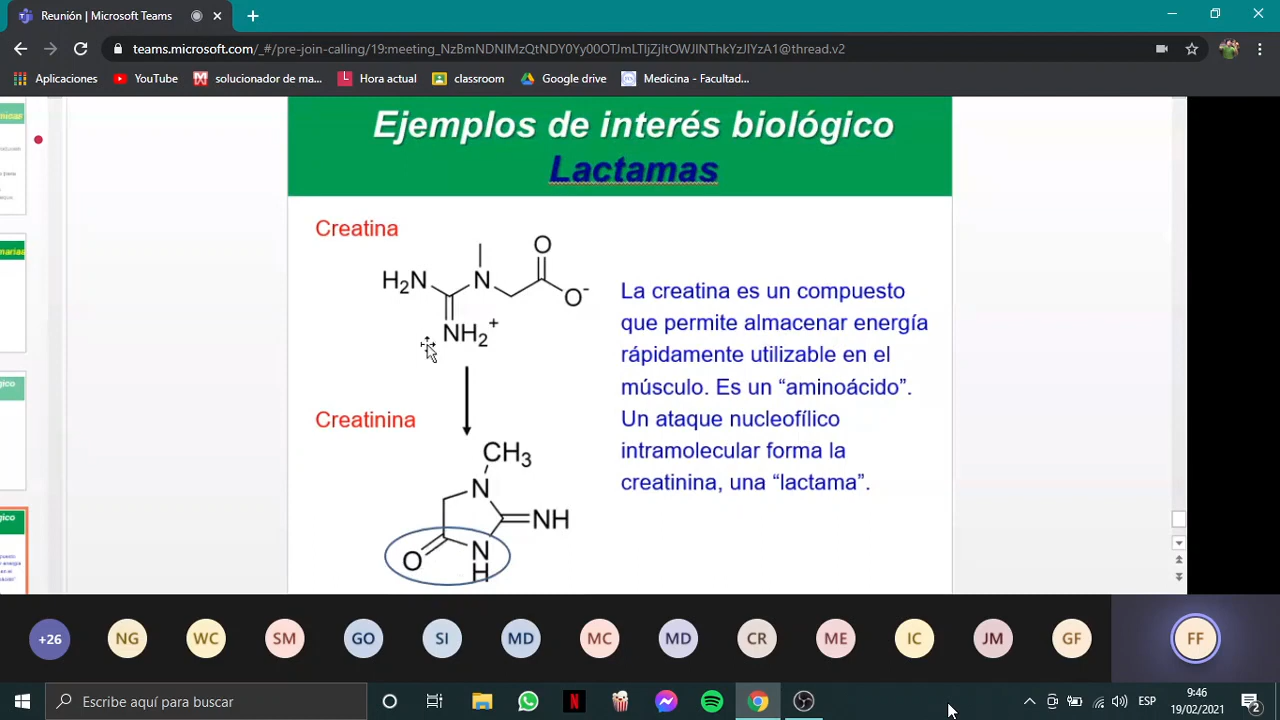 Reunión | Microsoft Teams
teams.microsoft.com/_#/pre-join-calling/19:meeting_NzBmNDNlMzQtNDY0Yy00OTJmLTljZjItOWJlNThkYzJlYzA1@thread.v2
Aplicaciones YouTube solucionador de ma... Hora actual classroom Google drive Medicina - Facultad...
Ejemplos de interés biológico
Lactamas
Creatina
O
H2N N O-
NH2+
La creatina es un compuesto
que permite almacenar energía
rápidamente utilizable en el
músculo. Es un “aminoácido”.
Un ataque nucleofílico
intramolecular forma la
creatinina, una “lactama”.
Creatinina
CH3
N
NH
O N
H
+26 NG WC SM GO SI MD MC MD CR ME IC JM GF FF
Escribe aquí para buscar
ESP
9:46
19/02/2021
2